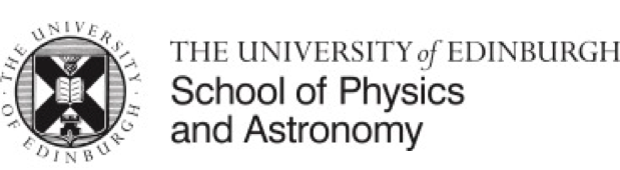 THE UNIVERSITY OF EDINBURGH
THE UNIVERSITY of EDINBURGH
School of Physics
and Astronomy